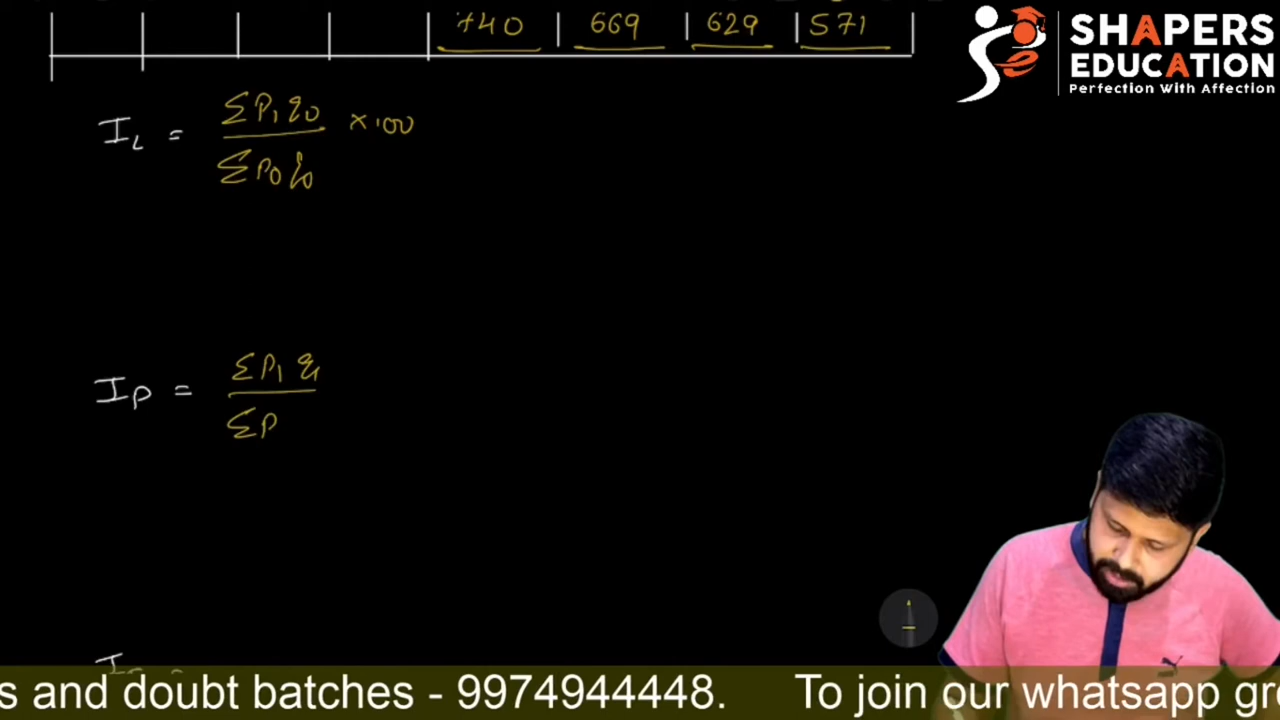 740 669 629 571
SHAPERS
EDUCATION
Perfection With Affection
I_L = Σp₁q₀ / Σp₀q₀ × 100
I_P = Σp₁q₁ / Σp
s and doubt batches - 9974944448. To join our whatsapp gr